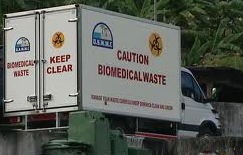 U.S.W.M.C
BIOMEDICAL
WASTE
KEEP
CLEAR
CAUTION
BIOMEDICAL WASTE